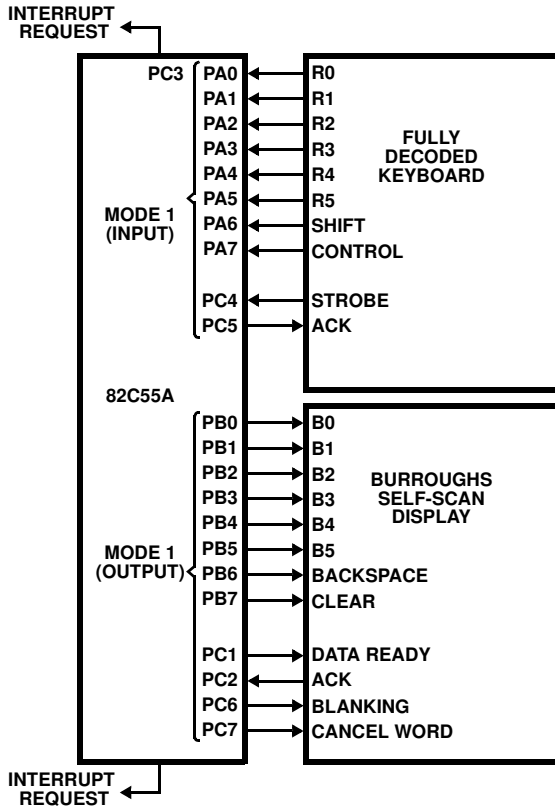 INTERRUPT
REQUEST
PC3 PA0 R0
PA1 R1
PA2 R2
PA3 R3
PA4 R4
PA5 R5
PA6 SHIFT
PA7 CONTROL
FULLY
DECODED
KEYBOARD
MODE 1
(INPUT)
PC4 STROBE
PC5 ACK
82C55A
PB0 B0
PB1 B1
PB2 B2
PB3 B3
PB4 B4
PB5 B5
PB6 BACKSPACE
PB7 CLEAR
BURROUGHS
SELF-SCAN
DISPLAY
MODE 1
(OUTPUT)
PC1 DATA READY
PC2 ACK
PC6 BLANKING
PC7 CANCEL WORD
INTERRUPT
REQUEST